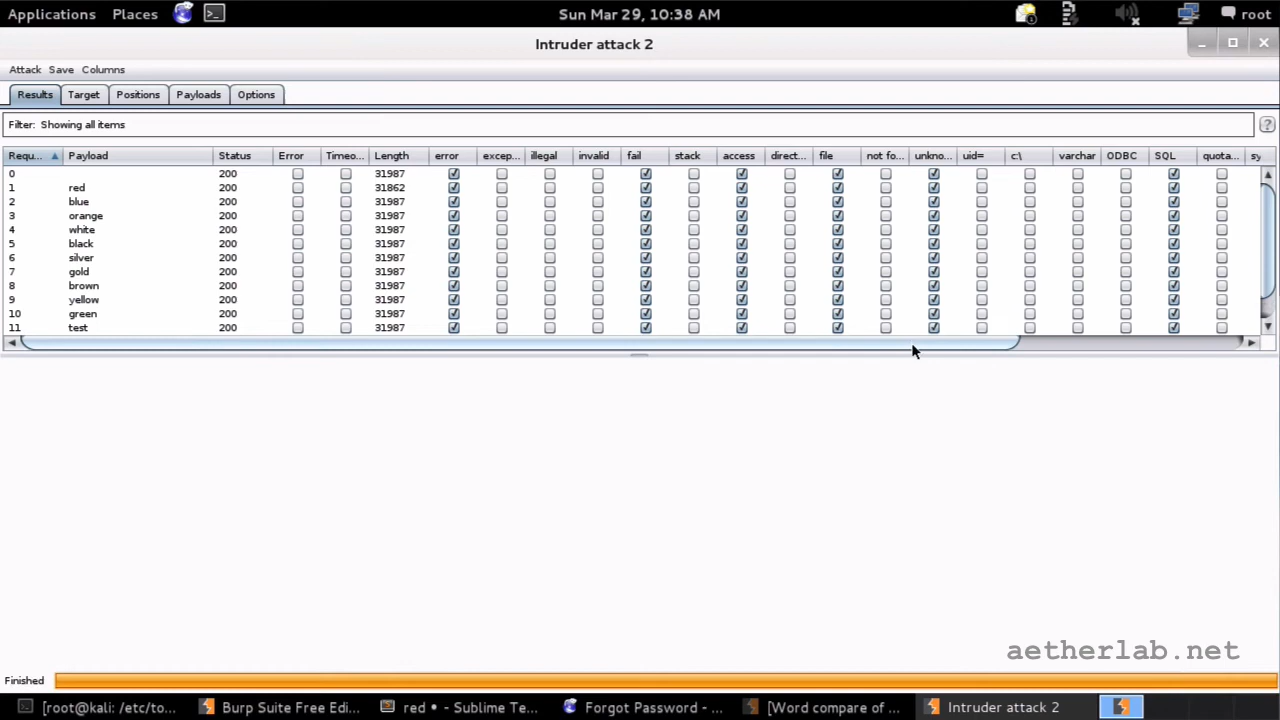 Applications Places Sun Mar 29, 10:38 AM root
Intruder attack 2
Attack Save Columns
Results Target Positions Payloads Options
Filter: Showing all items ?
Requ... Payload Status Error Timeo... Length error excep... illegal invalid fail stack access direct... file not fo... unkno... uid= c:\ varchar ODBC SQL quota... sy
0 200 31987
1 red 200 31862
2 blue 200 31987
3 orange 200 31987
4 white 200 31987
5 black 200 31987
6 silver 200 31987
7 gold 200 31987
8 brown 200 31987
9 yellow 200 31987
10 green 200 31987
11 test 200 31987
aetherlab.net
Finished
[root@kali: /etc/to... Burp Suite Free Edi... red • - Sublime Te... Forgot Password - ... [Word compare of ... Intruder attack 2